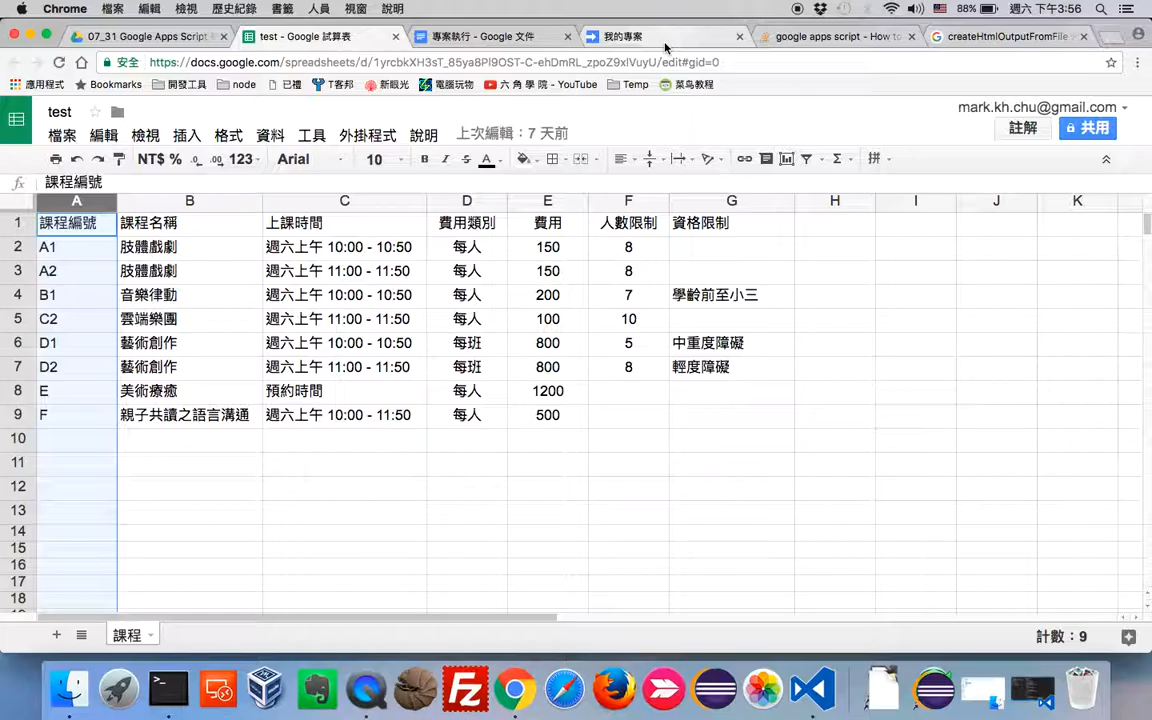 Chrome 檔案 編輯 檢視 歷史紀錄 書籤 人員 視窗 說明 88% 週六 下午3:56
07_31 Google Apps Script test - Google 試算表 專案執行 - Google 文件 我的專案 google apps script - How to createHtmlOutputFromFile
安全 https://docs.google.com/spreadsheets/d/1yrcbkXH3sT_85ya8Pl9OST-C-ehDmRL_zpoZ9xlVuyU/edit#gid=0
應用程式 Bookmarks 開發工具 node 已禮 T客邦 新眼光 電腦玩物 六 角 學 院 - YouTube Temp 菜鸟教程
test mark.kh.chu@gmail.com
檔案 編輯 檢視 插入 格式 資料 工具 外掛程式 說明 上次編輯：7 天前 註解 共用
NT$ % .0 .00 123 Arial 10 B I S A 拼
fx 課程編號
A B C D E F G H I J K
1 課程編號 課程名稱 上課時間 費用類別 費用 人數限制 資格限制
2 A1 肢體戲劇 週六上午 10:00 - 10:50 每人 150 8
3 A2 肢體戲劇 週六上午 11:00 - 11:50 每人 150 8
4 B1 音樂律動 週六上午 10:00 - 10:50 每人 200 7 學齡前至小三
5 C2 雲端樂團 週六上午 11:00 - 11:50 每人 100 10
6 D1 藝術創作 週六上午 10:00 - 10:50 每班 800 5 中重度障礙
7 D2 藝術創作 週六上午 11:00 - 11:50 每班 800 8 輕度障礙
8 E 美術療癒 預約時間 每人 1200
9 F 親子共讀之語言溝通 週六上午 10:00 - 11:50 每人 500
10
11
12
13
14
15
16
17
18
課程 計數：9